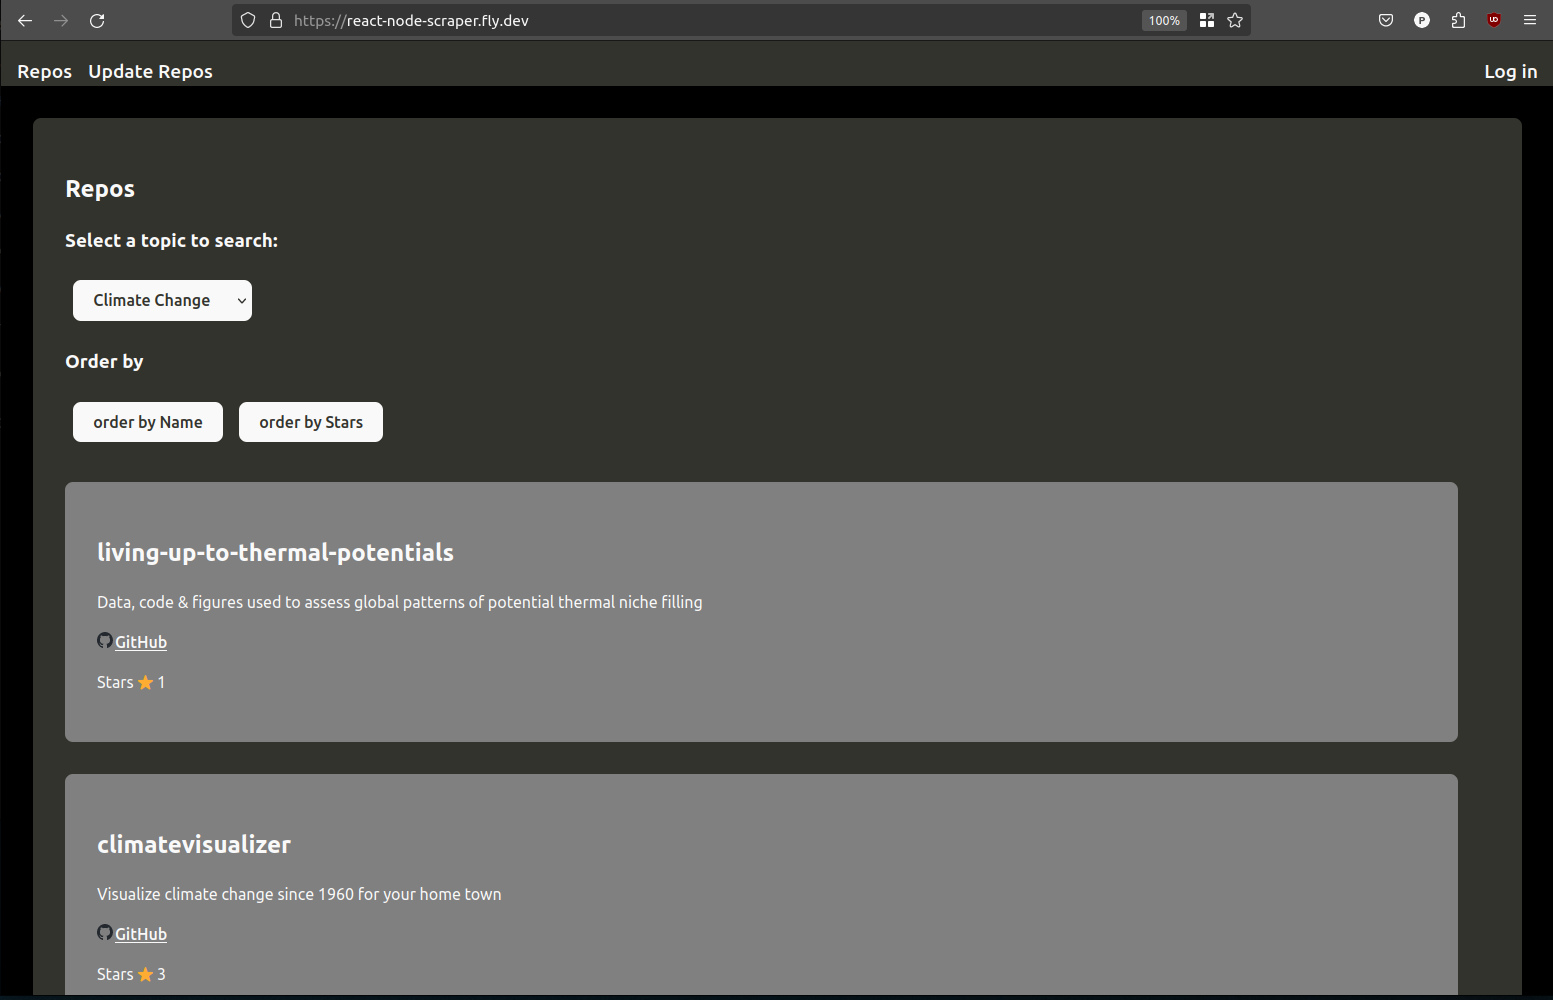 https://react-node-scraper.fly.dev 100%
Repos Update Repos Log in
Repos
Select a topic to search:
Climate Change
Order by
order by Name order by Stars
living-up-to-thermal-potentials
Data, code & figures used to assess global patterns of potential thermal niche filling
GitHub
Stars ⭐ 1
climatevisualizer
Visualize climate change since 1960 for your home town
GitHub
Stars ⭐ 3